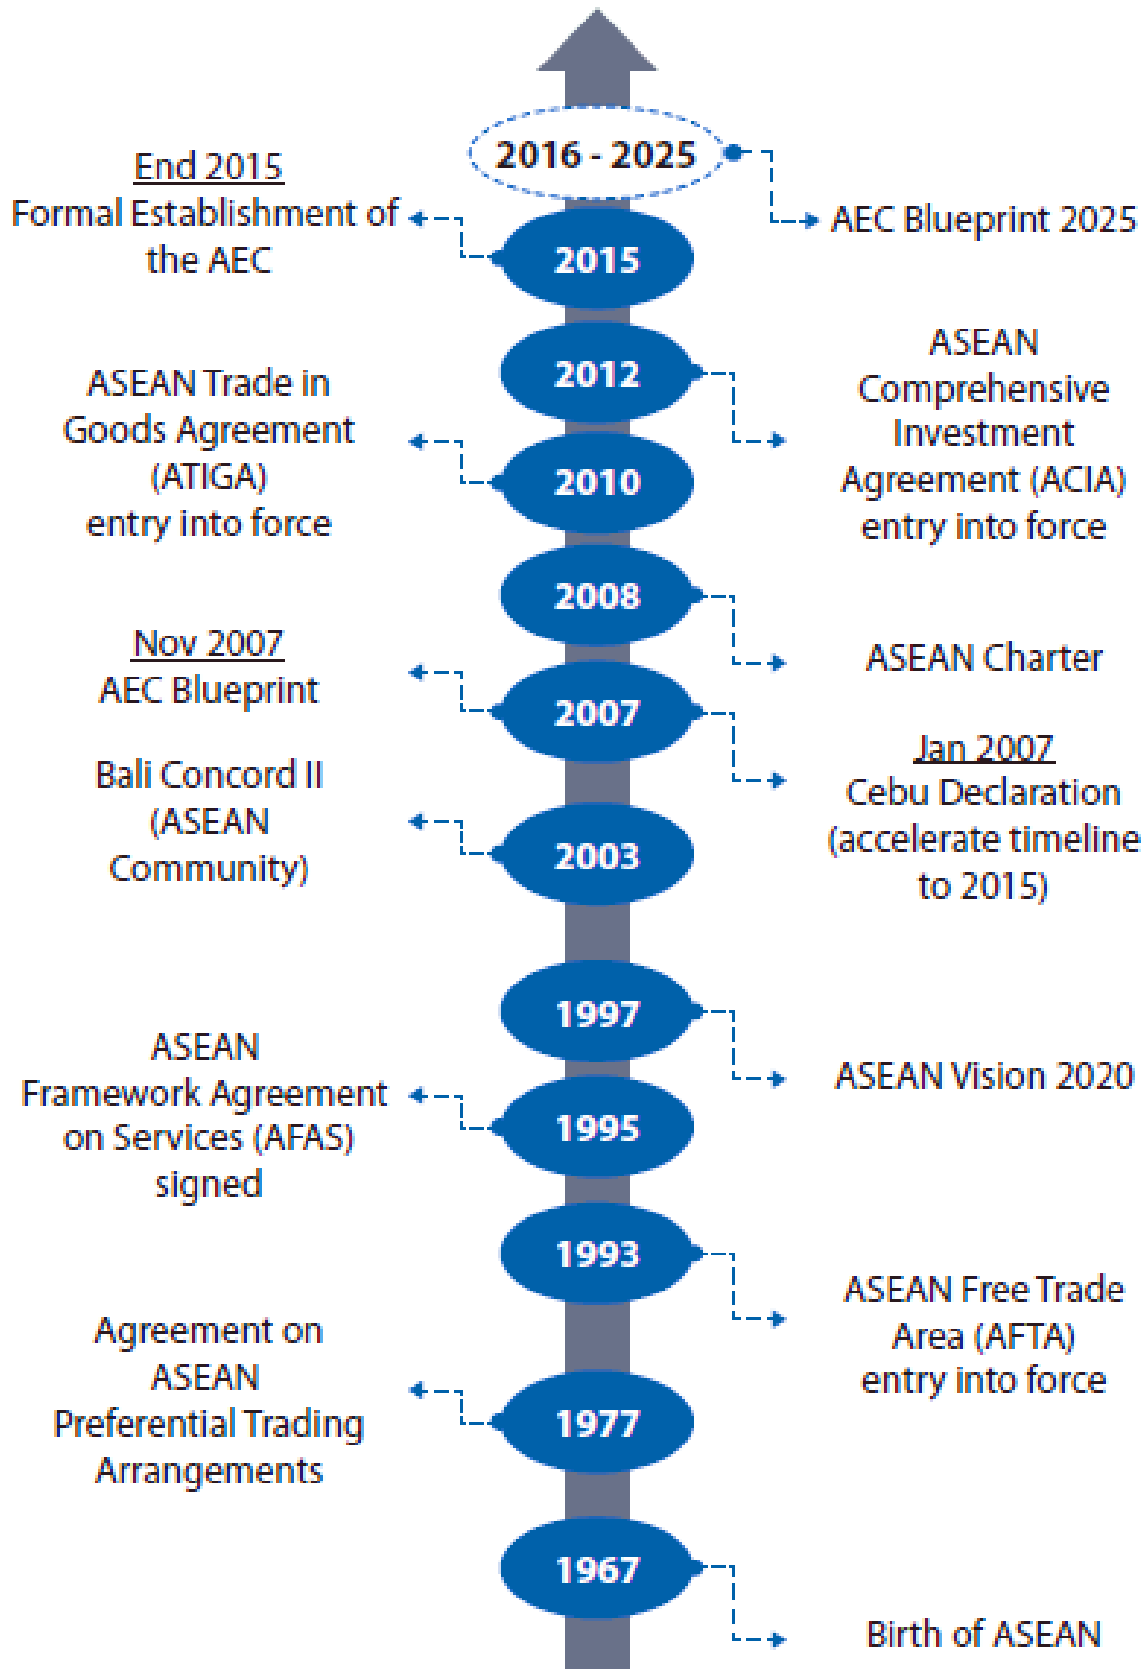 2016 - 2025
End 2015
Formal Establishment of
the AEC
AEC Blueprint 2025
2015
2012
ASEAN
Comprehensive
Investment
Agreement (ACIA)
entry into force
ASEAN Trade in
Goods Agreement
(ATIGA)
entry into force
2010
2008
ASEAN Charter
Nov 2007
AEC Blueprint
2007
Jan 2007
Cebu Declaration
(accelerate timeline
to 2015)
Bali Concord II
(ASEAN
Community)
2003
1997
ASEAN Vision 2020
ASEAN
Framework Agreement
on Services (AFAS)
signed
1995
1993
ASEAN Free Trade
Area (AFTA)
entry into force
Agreement on
ASEAN
Preferential Trading
Arrangements
1977
1967
Birth of ASEAN